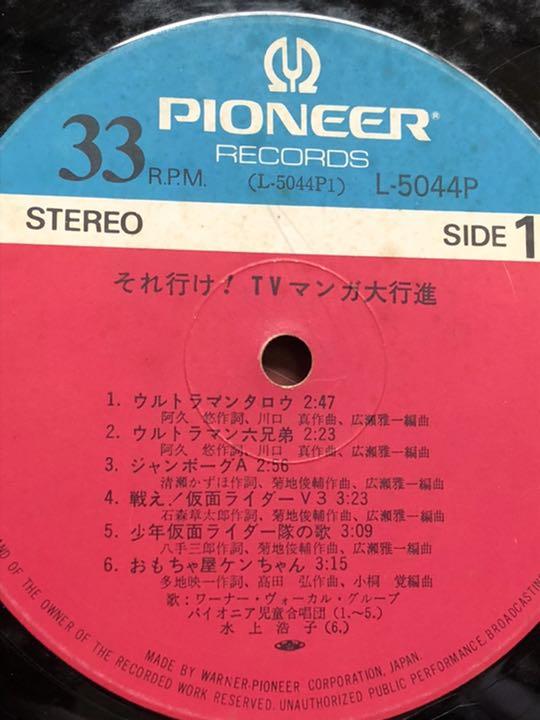 PIONEER®
RECORDS
33 R.P.M. (L-5044P1) L-5044P
STEREO SIDE 1
それ行け！TVマンガ大行進
1. ウルトラマンタロウ 2:47
阿久 悠作詞、川口 真作曲、広瀬雅一編曲
2. ウルトラマン六兄弟 2:23
阿久 悠作詞、川口 真作曲、広瀬雅一編曲
3. ジャンボーグA 2:56
清瀬かずほ作詞、菊地俊輔作曲、広瀬雅一編曲
4. 戦え！仮面ライダーV3 3:23
石森章太郎作詞、菊地俊輔作曲、広瀬雅一編曲
5. 少年仮面ライダー隊の歌 3:09
八手三郎作詞、菊地俊輔作曲、広瀬雅一編曲
6. おもちゃ屋ケンちゃん 3:15
多地映一作詞、高田 弘作曲、小桐 覚編曲
歌：ワーナー・ヴォーカル・グループ
パイオニア児童合唱団 (1.〜5.)
水上浩子 (6.)
MADE BY WARNER-PIONEER CORPORATION, JAPAN.
AND OF THE OWNER OF THE RECORDED WORK RESERVED. UNAUTHORIZED PUBLIC PERFORMANCE, BROADCASTING